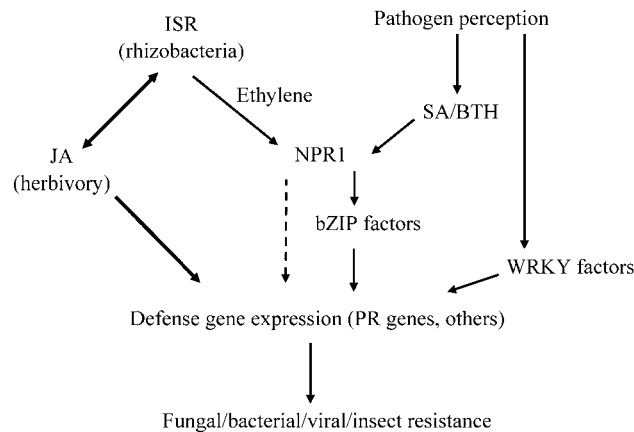 ISR
(rhizobacteria)
Pathogen perception
Ethylene
SA/BTH
JA
(herbivory)
NPR1
bZIP factors
WRKY factors
Defense gene expression (PR genes, others)
Fungal/bacterial/viral/insect resistance